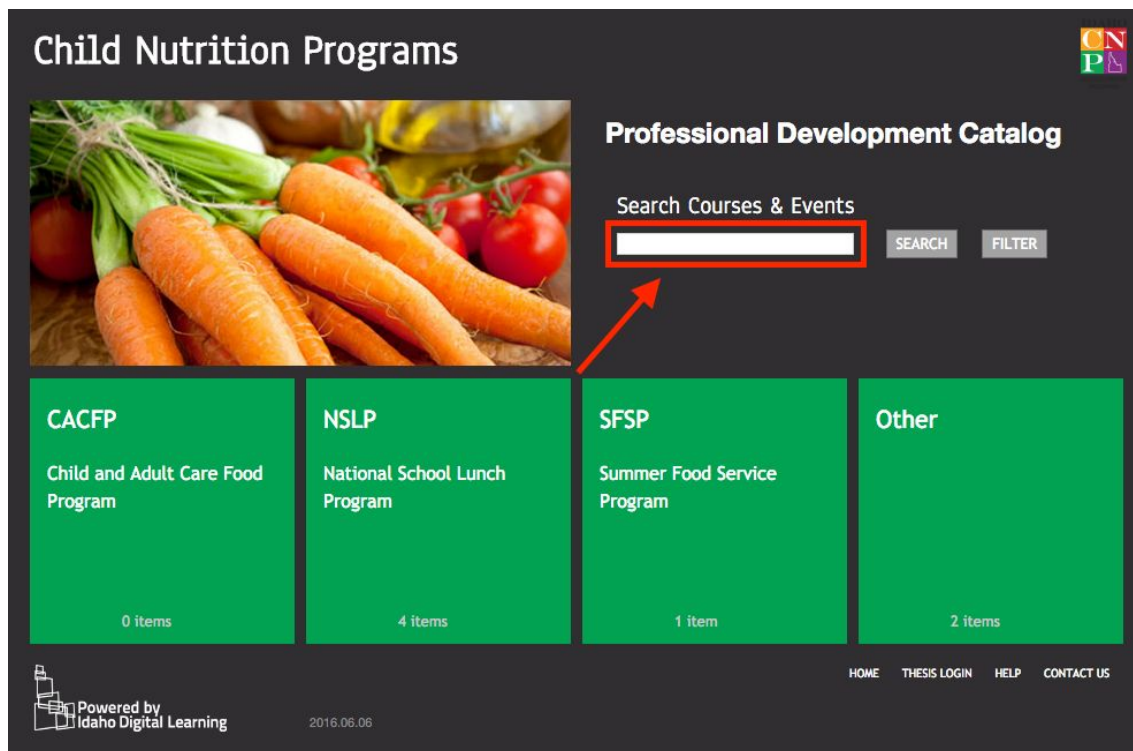 Child Nutrition Programs
CN
P
Professional Development Catalog
Search Courses & Events
SEARCH
FILTER
CACFP
Child and Adult Care Food
Program
0 items
NSLP
National School Lunch
Program
4 items
SFSP
Summer Food Service
Program
1 item
Other
2 items
Powered by
Idaho Digital Learning
2016.06.06
HOME
THESIS LOGIN
HELP
CONTACT US